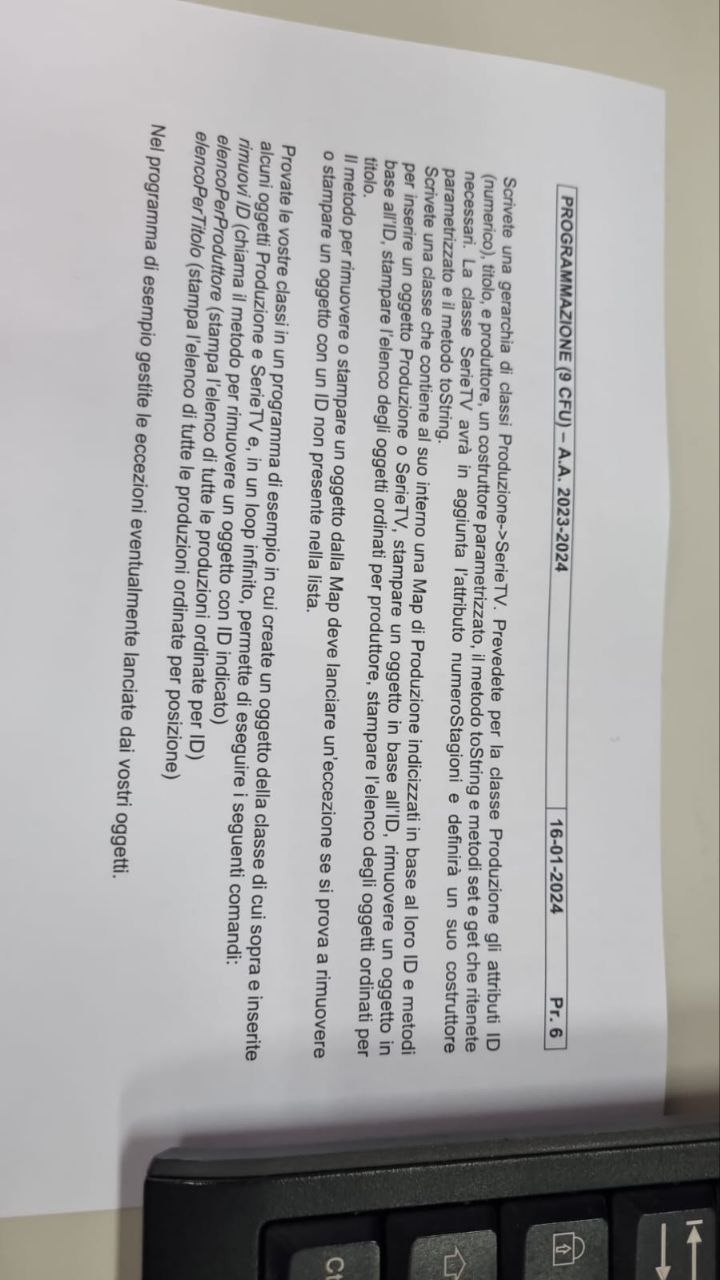 PROGRAMMAZIONE (9 CFU) – A.A. 2023-2024 16-01-2024 Pr. 6
Scrivete una gerarchia di classi Produzione->SerieTV. Prevedete per la classe Produzione gli attributi ID
(numerico), titolo, e produttore, un costruttore parametrizzato, il metodo toString e metodi set e get che ritenete
necessari. La classe SerieTV avrà in aggiunta l'attributo numeroStagioni e definirà un suo costruttore
parametrizzato e il metodo toString.
Scrivete una classe che contiene al suo interno una Map di Produzione indicizzati in base al loro ID e metodi
per inserire un oggetto Produzione o SerieTV, stampare un oggetto in base all'ID, rimuovere un oggetto in
base all'ID, stampare l'elenco degli oggetti ordinati per produttore, stampare l'elenco degli oggetti ordinati per
titolo.
Il metodo per rimuovere o stampare un oggetto dalla Map deve lanciare un'eccezione se si prova a rimuovere
o stampare un oggetto con un ID non presente nella lista.
Provate le vostre classi in un programma di esempio in cui create un oggetto della classe di cui sopra e inserite
alcuni oggetti Produzione e SerieTV e, in un loop infinito, permette di eseguire i seguenti comandi:
rimuovi ID (chiama il metodo per rimuovere un oggetto con ID indicato)
elencoPerProduttore (stampa l'elenco di tutte le produzioni ordinate per ID)
elencoPerTitolo (stampa l'elenco di tutte le produzioni ordinate per posizione)
Nel programma di esempio gestite le eccezioni eventualmente lanciate dai vostri oggetti.
Ct